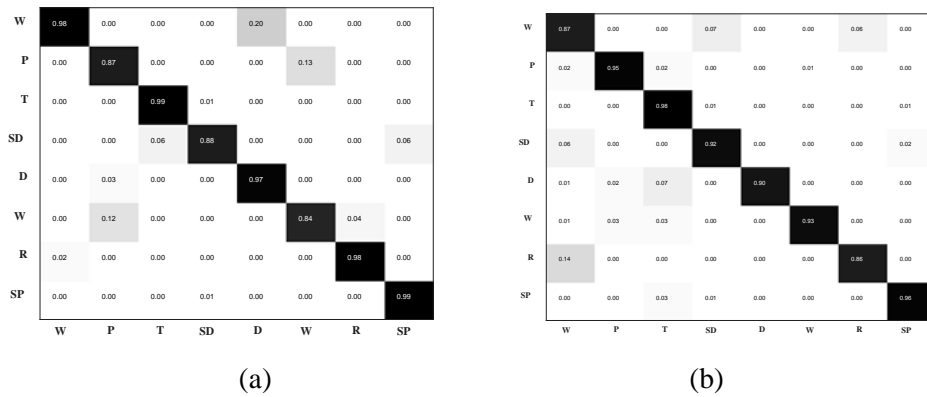 W 0.98 0.00 0.00 0.00 0.20 0.00 0.00 0.00
P 0.00 0.87 0.00 0.00 0.00 0.13 0.00 0.00
T 0.00 0.00 0.99 0.01 0.00 0.00 0.00 0.00
SD 0.00 0.00 0.06 0.88 0.00 0.00 0.00 0.06
D 0.00 0.03 0.00 0.00 0.97 0.00 0.00 0.00
W 0.00 0.12 0.00 0.00 0.00 0.84 0.04 0.00
R 0.02 0.00 0.00 0.00 0.00 0.00 0.98 0.00
SP 0.00 0.00 0.00 0.01 0.00 0.00 0.00 0.99
W P T SD D W R SP
(a)
W 0.87 0.00 0.00 0.07 0.00 0.00 0.06 0.00
P 0.02 0.95 0.02 0.00 0.00 0.01 0.00 0.00
T 0.00 0.00 0.98 0.01 0.00 0.00 0.00 0.01
SD 0.06 0.00 0.00 0.92 0.00 0.00 0.00 0.02
D 0.01 0.02 0.07 0.00 0.90 0.00 0.00 0.00
W 0.01 0.03 0.03 0.00 0.00 0.93 0.00 0.00
R 0.14 0.00 0.00 0.00 0.00 0.00 0.86 0.00
SP 0.00 0.00 0.03 0.01 0.00 0.00 0.00 0.96
W P T SD D W R SP
(b)